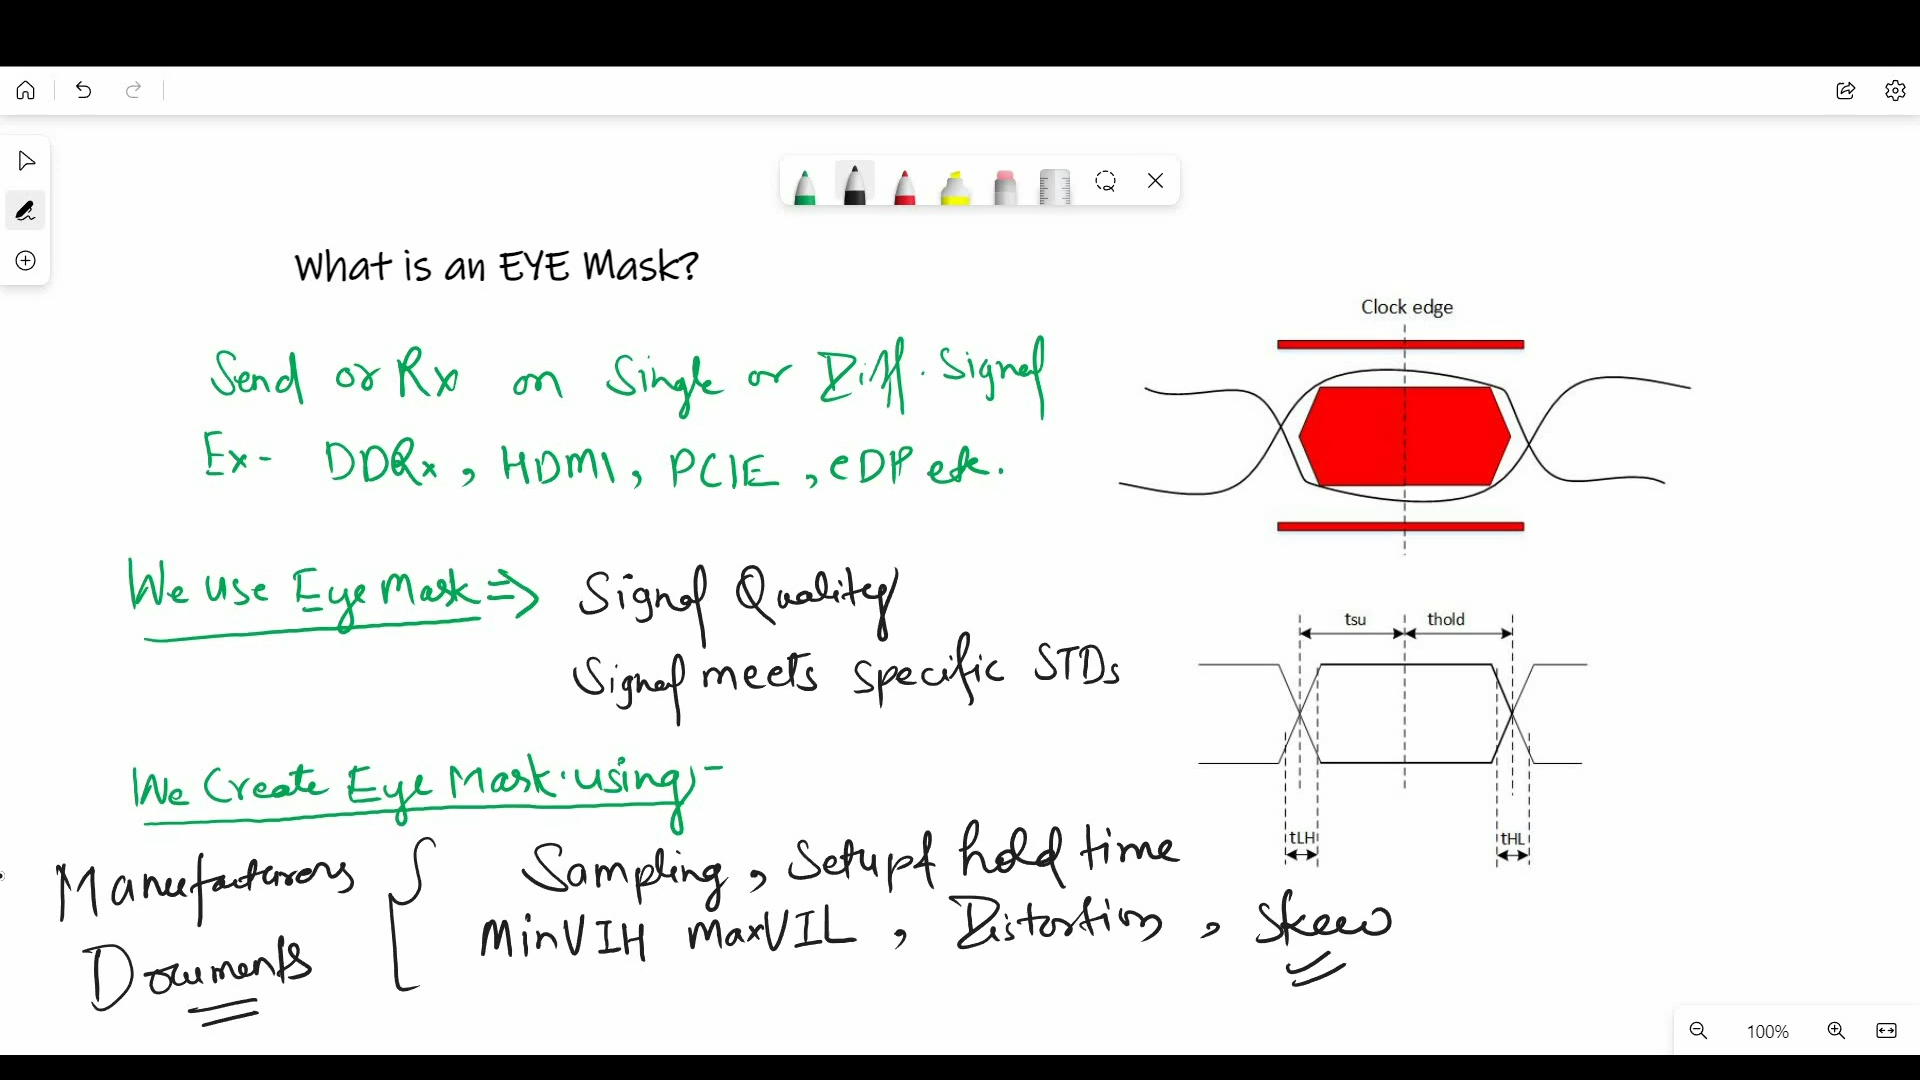 What is an EYE Mask?
Send or Rx on Single or Diff. Signal
Ex- DDRx, HDMI, PCIE, eDP etc.
We use Eye Mask => Signal Quality
Signal meets specific STDs
We Create Eye Mask using -
Manufacturers
Documents
Sampling, Setup & hold time
MinVIH MaxVIL, Distortion, Skew
Clock edge
tsu thold
tLH tHL
100%